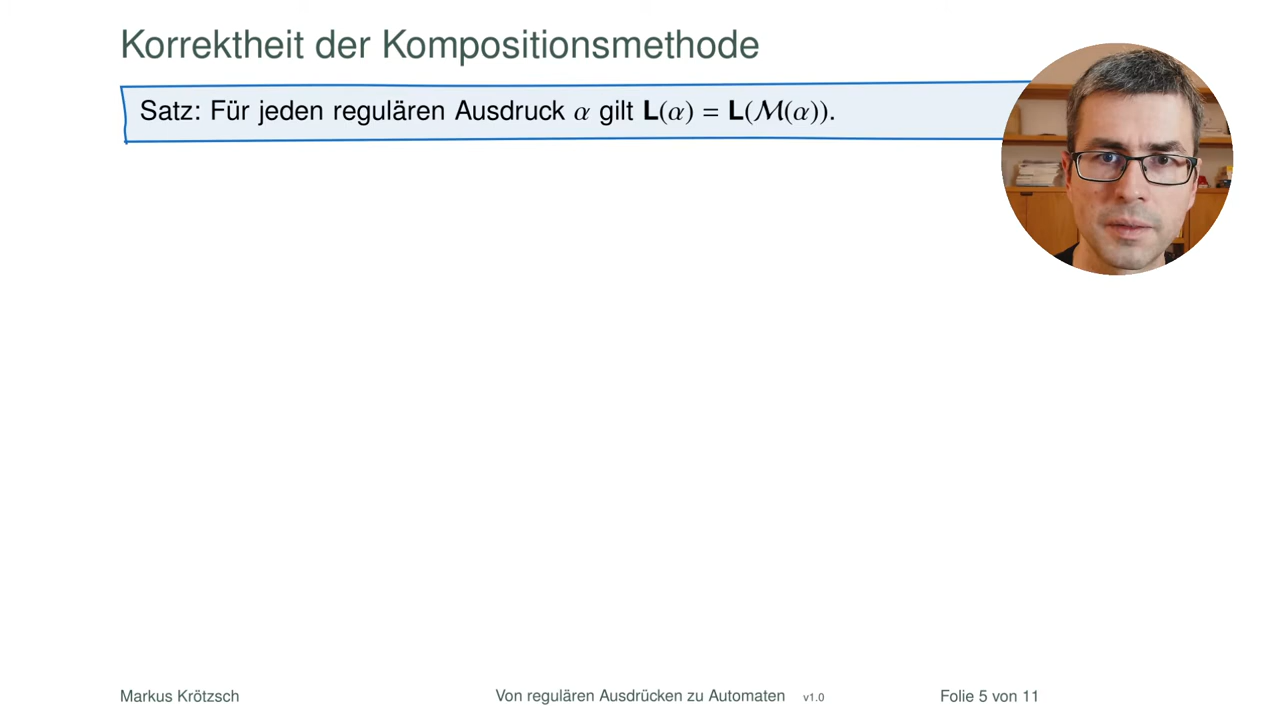 Korrektheit der Kompositionsmethode
Satz: Für jeden regulären Ausdruck α gilt L(α) = L(ℳ(α)).
Markus Krötzsch
Von regulären Ausdrücken zu Automaten v1.0
Folie 5 von 11